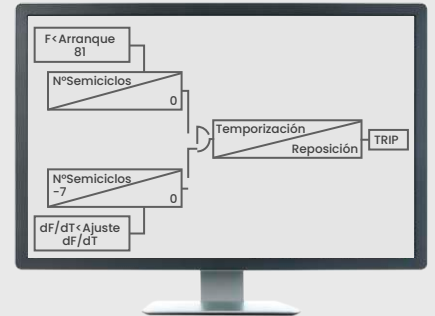 F<Arranque
81
NºSemiciclos
0
Temporización
Reposición
TRIP
NºSemiciclos
-7
0
dF/dT<Ajuste
dF/dT